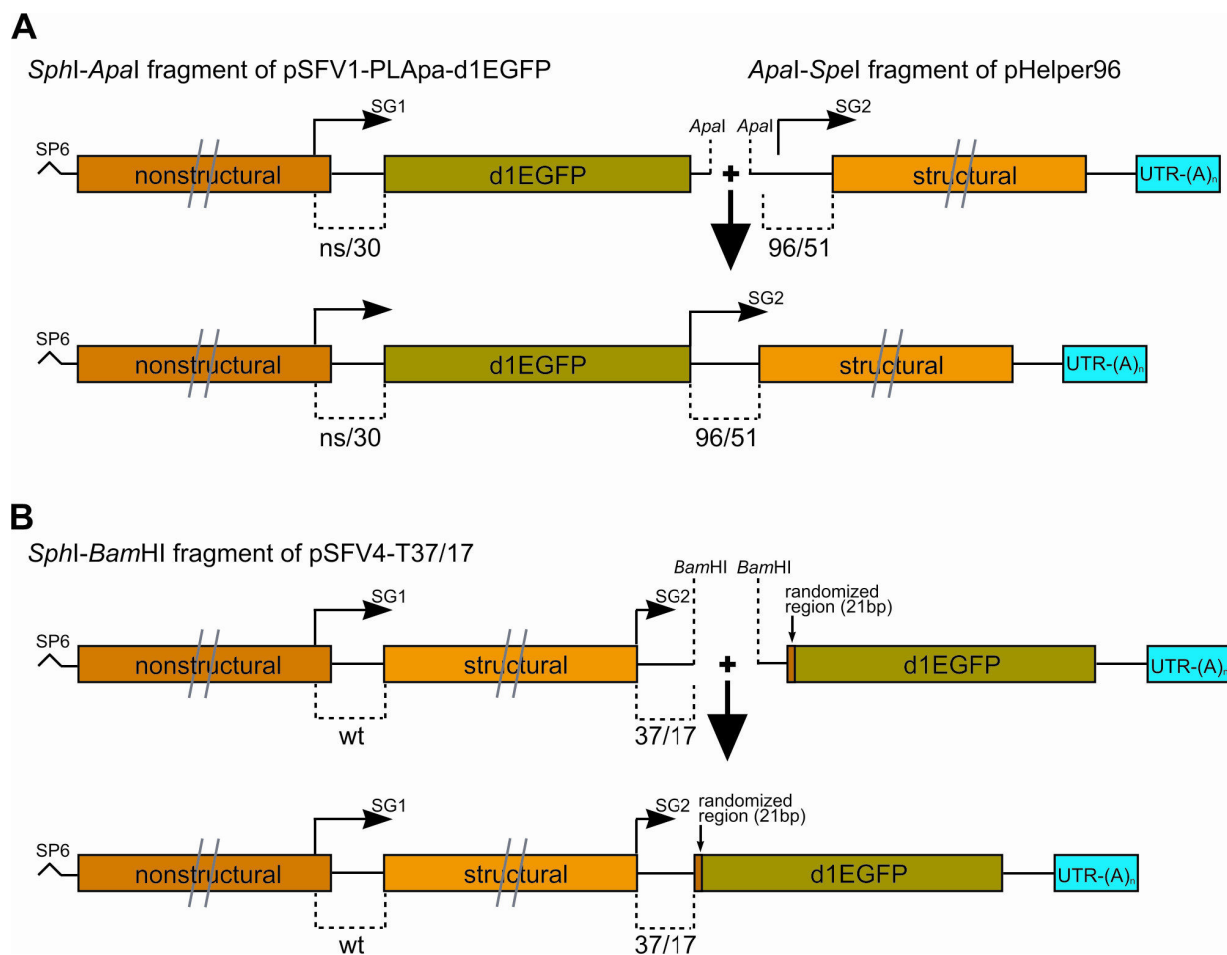 A
SphI-ApaI fragment of pSFV1-PLApa-d1EGFP
ApaI-SpeI fragment of pHelper96
SG1
ApaI
ApaI
SG2
SP6
nonstructural
d1EGFP
+
structural
UTR-(A)n
ns/30
96/51
SG2
SP6
nonstructural
d1EGFP
structural
UTR-(A)n
ns/30
96/51
B
SphI-BamHI fragment of pSFV4-T37/17
BamHI
BamHI
SG1
SG2
randomized
region (21bp)
SP6
nonstructural
structural
+
d1EGFP
UTR-(A)n
wt
37/17
SG1
SG2
randomized
region (21bp)
SP6
nonstructural
structural
d1EGFP
UTR-(A)n
wt
37/17